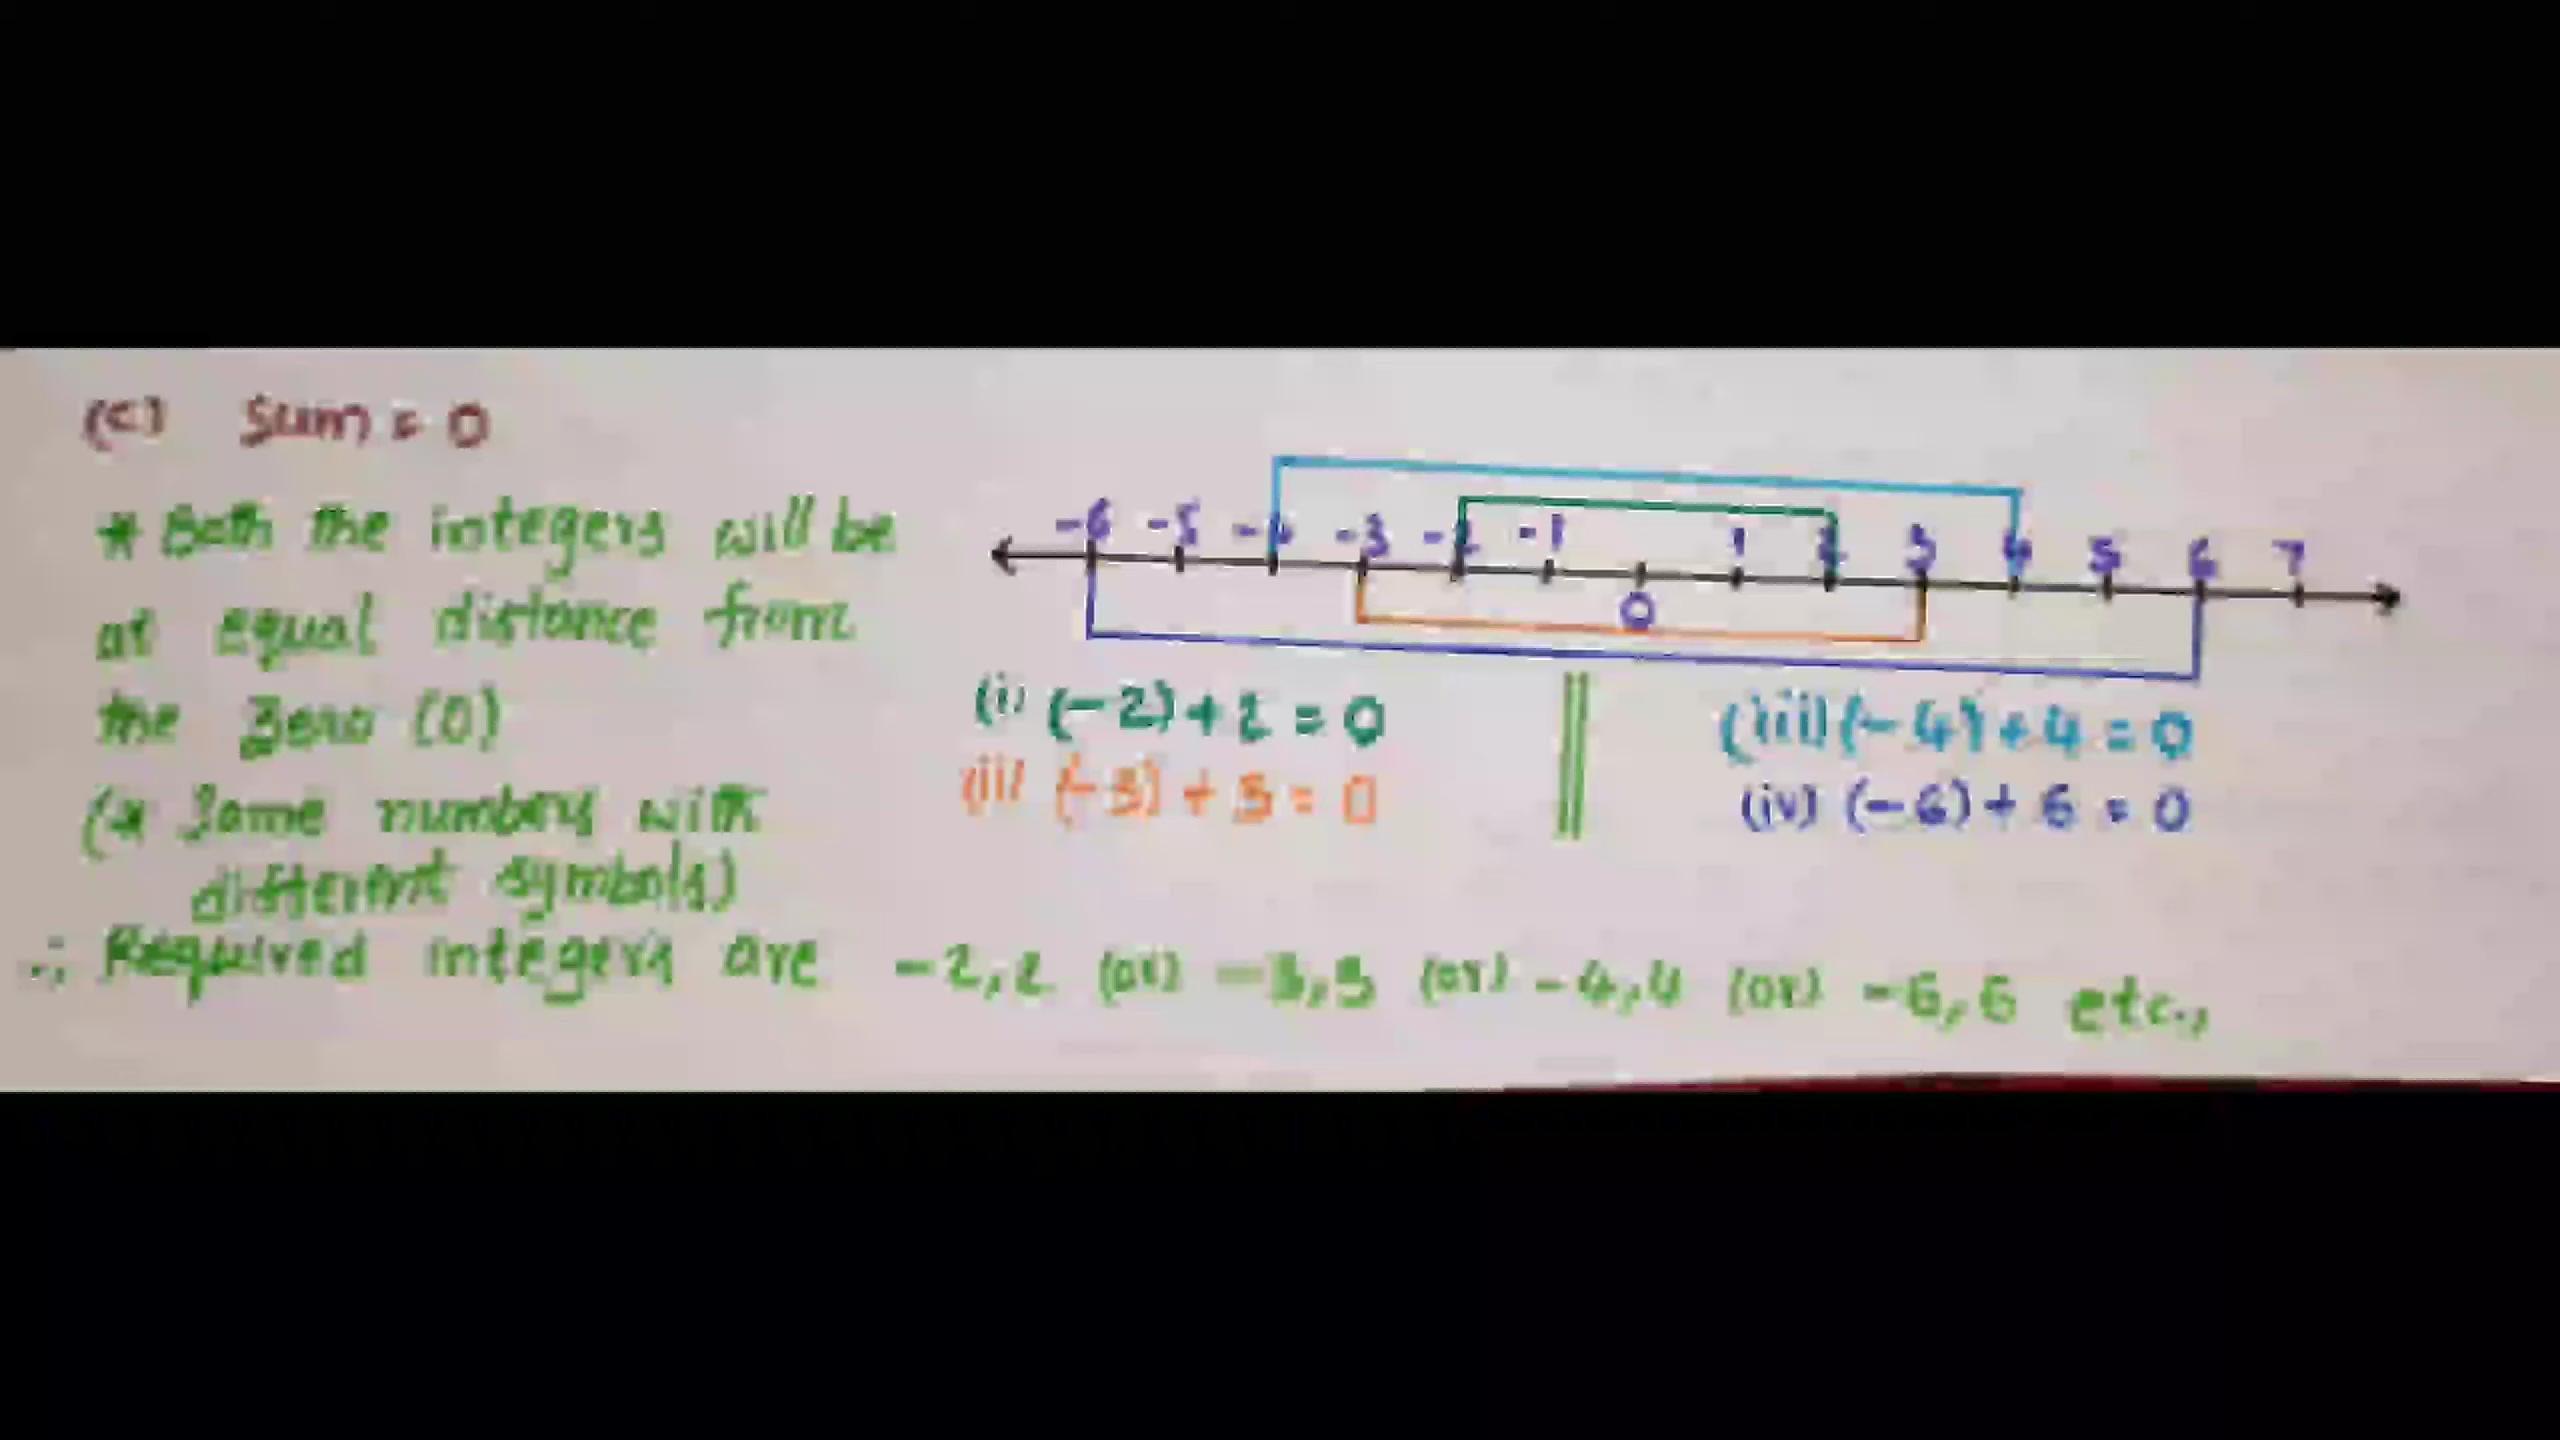 (c) Sum = 0
* Both the integers will be
at equal distance from
the Zero (0)
(* Same numbers with
different symbols)
-6 -5 -4 -3 -2 -1 1 2 3 4 5 6 7
0
(i) (-2) + 2 = 0
(ii) (-3) + 3 = 0
(iii) (-4) + 4 = 0
(iv) (-6) + 6 = 0
∴ Required integers are -2, 2 (or) -3, 3 (or) -4, 4 (or) -6, 6 etc.,